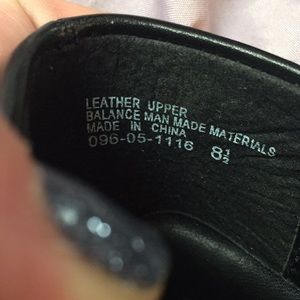 LEATHER UPPER
BALANCE MAN MADE MATERIALS
MADE IN CHINA
096-05-1116 8½